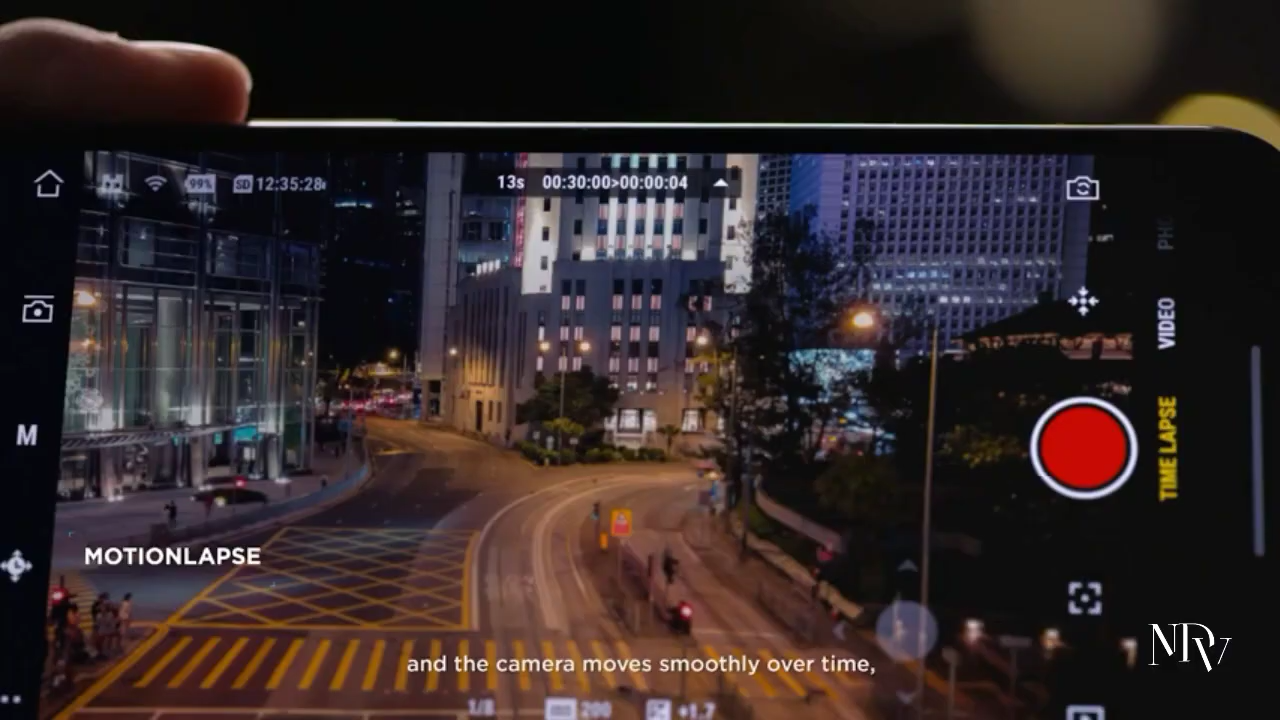 99%
SD 12:35:28
13s 00:30:00>00:00:04
PHO
VIDEO
TIME LAPSE
M
MOTIONLAPSE
and the camera moves smoothly over time,
NRV
1/8
200
+1.7